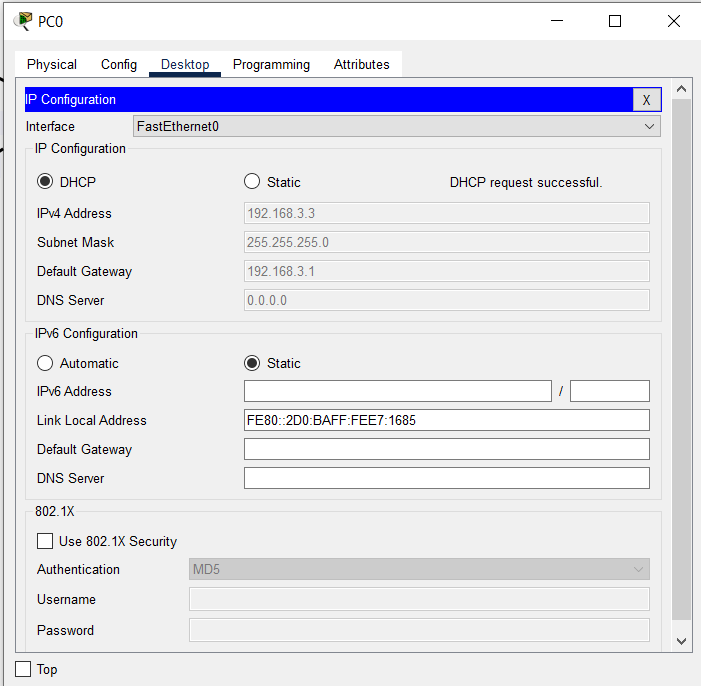 PC0
Physical Config Desktop Programming Attributes
IP Configuration X
Interface FastEthernet0
IP Configuration
DHCP Static DHCP request successful.
IPv4 Address 192.168.3.3
Subnet Mask 255.255.255.0
Default Gateway 192.168.3.1
DNS Server 0.0.0.0
IPv6 Configuration
Automatic Static
IPv6 Address /
Link Local Address FE80::2D0:BAFF:FEE7:1685
Default Gateway
DNS Server
802.1X
Use 802.1X Security
Authentication MD5
Username
Password
Top